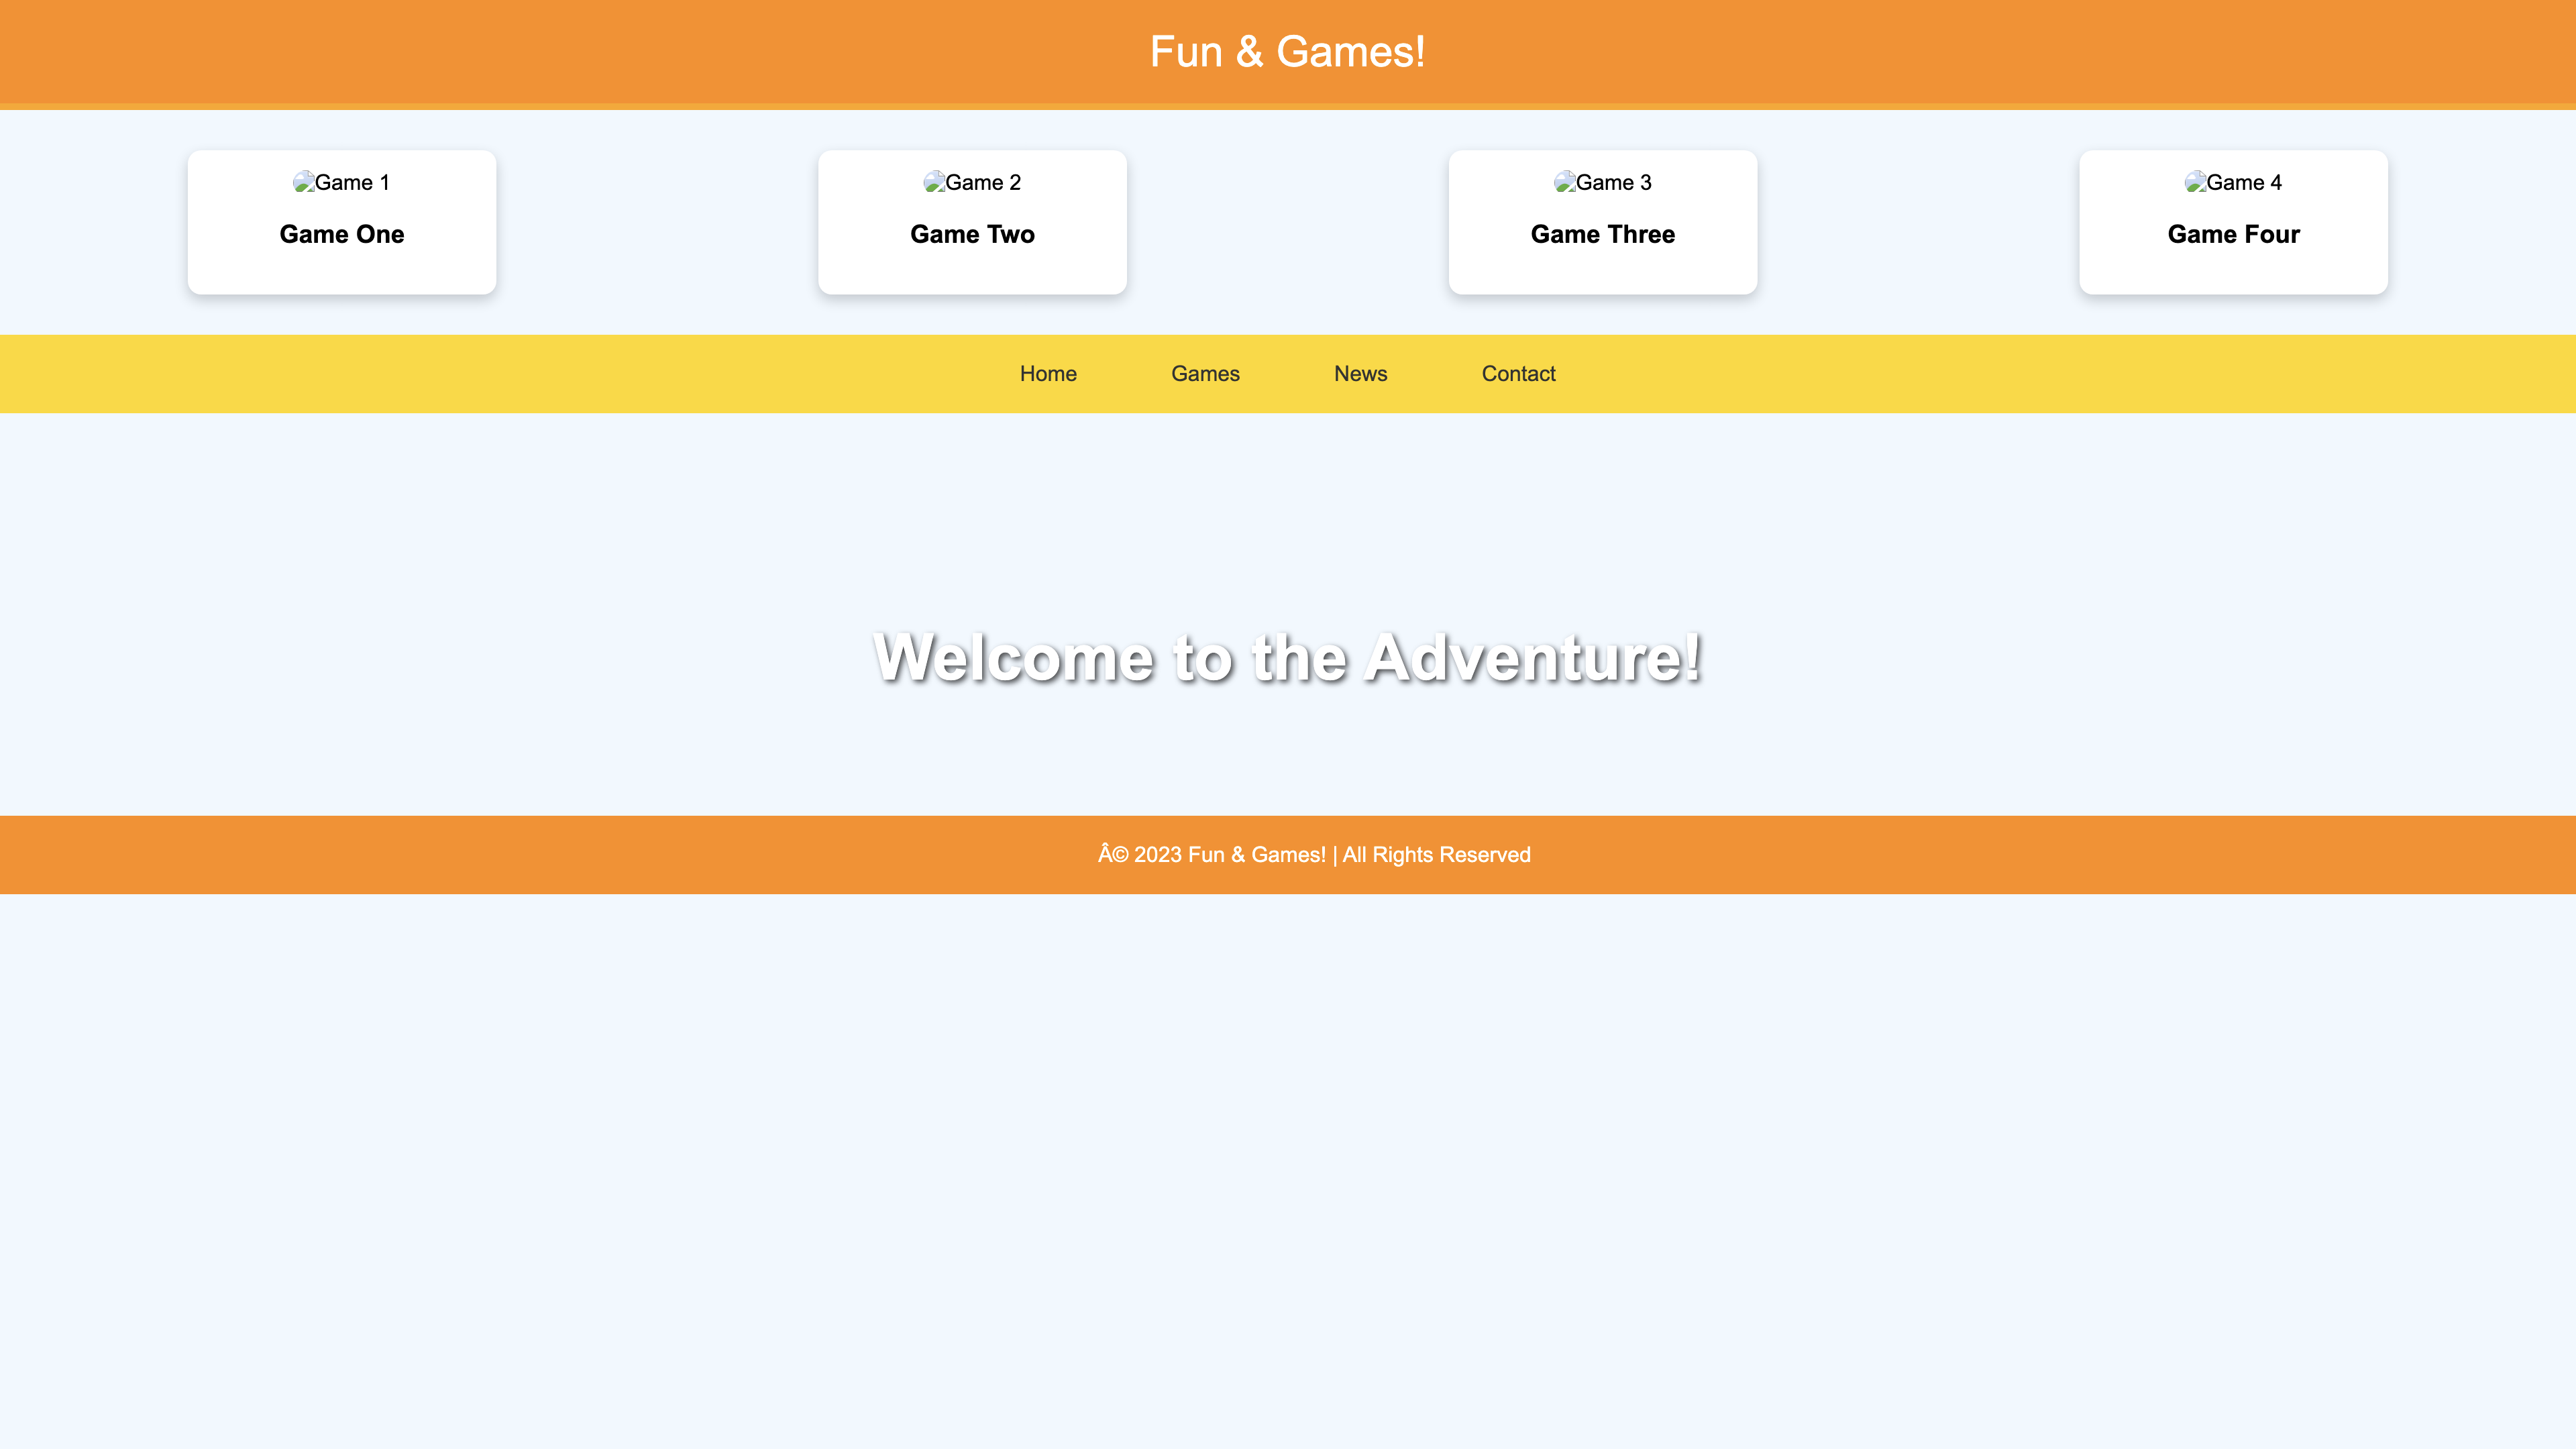 Fun & Games!
Game 1
Game One
Game 2
Game Two
Game 3
Game Three
Game 4
Game Four
Home Games News Contact
Welcome to the Adventure!
Â© 2023 Fun & Games! | All Rights Reserved